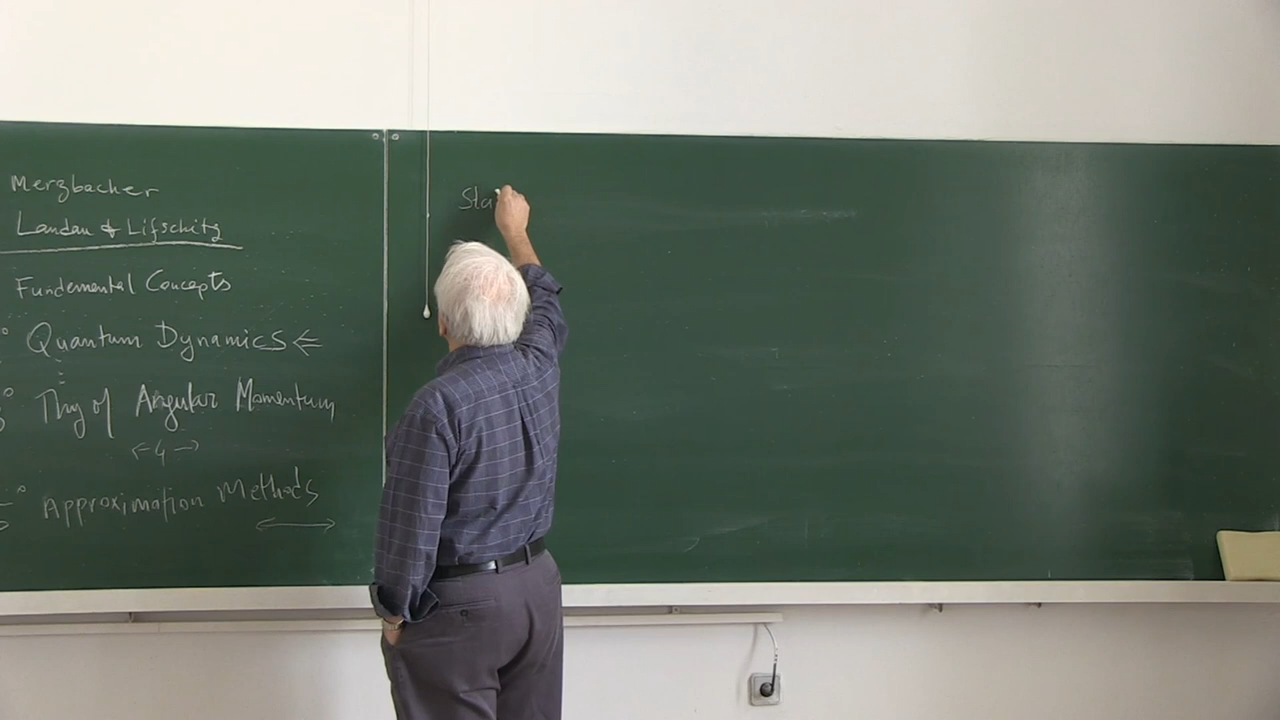 Merzbacher
Landau & Lifschitz
Fundemental Concepts
Quantum Dynamics ⇐
Thy of Angular Momentum
←4→
Approximation Methods
↔
Sta